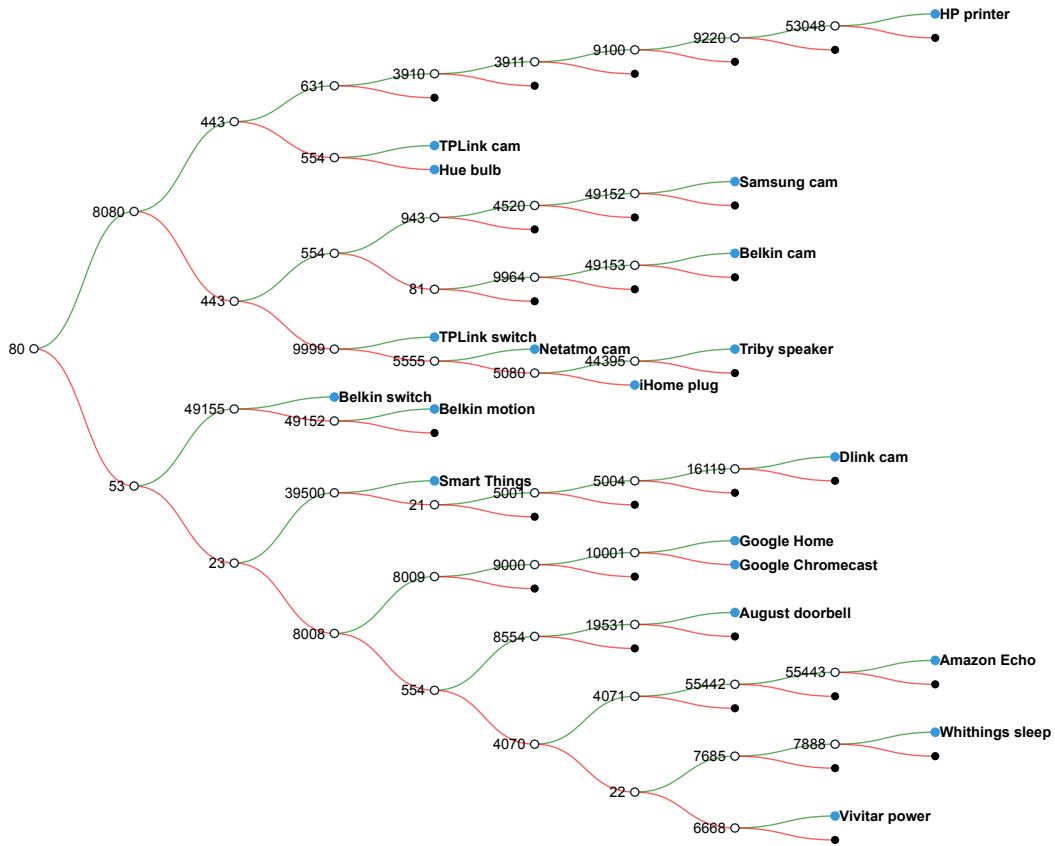 HP printer
53048
9220
9100
3911
3910
631
443
TPLink cam
554
Hue bulb
Samsung cam
49152
4520
8080
943
554
Belkin cam
49153
9964
81
443
TPLink switch
80
9999
Netatmo cam
Triby speaker
5555
44395
5080
iHome plug
Belkin switch
49155
Belkin motion
49152
Dlink cam
16119
Smart Things
5004
53
39500
5001
21
Google Home
10001
23
9000
Google Chromecast
8009
August doorbell
19531
8008
8554
Amazon Echo
55443
55442
554
4071
Whithings sleep
4070
7888
7685
22
Vivitar power
6668